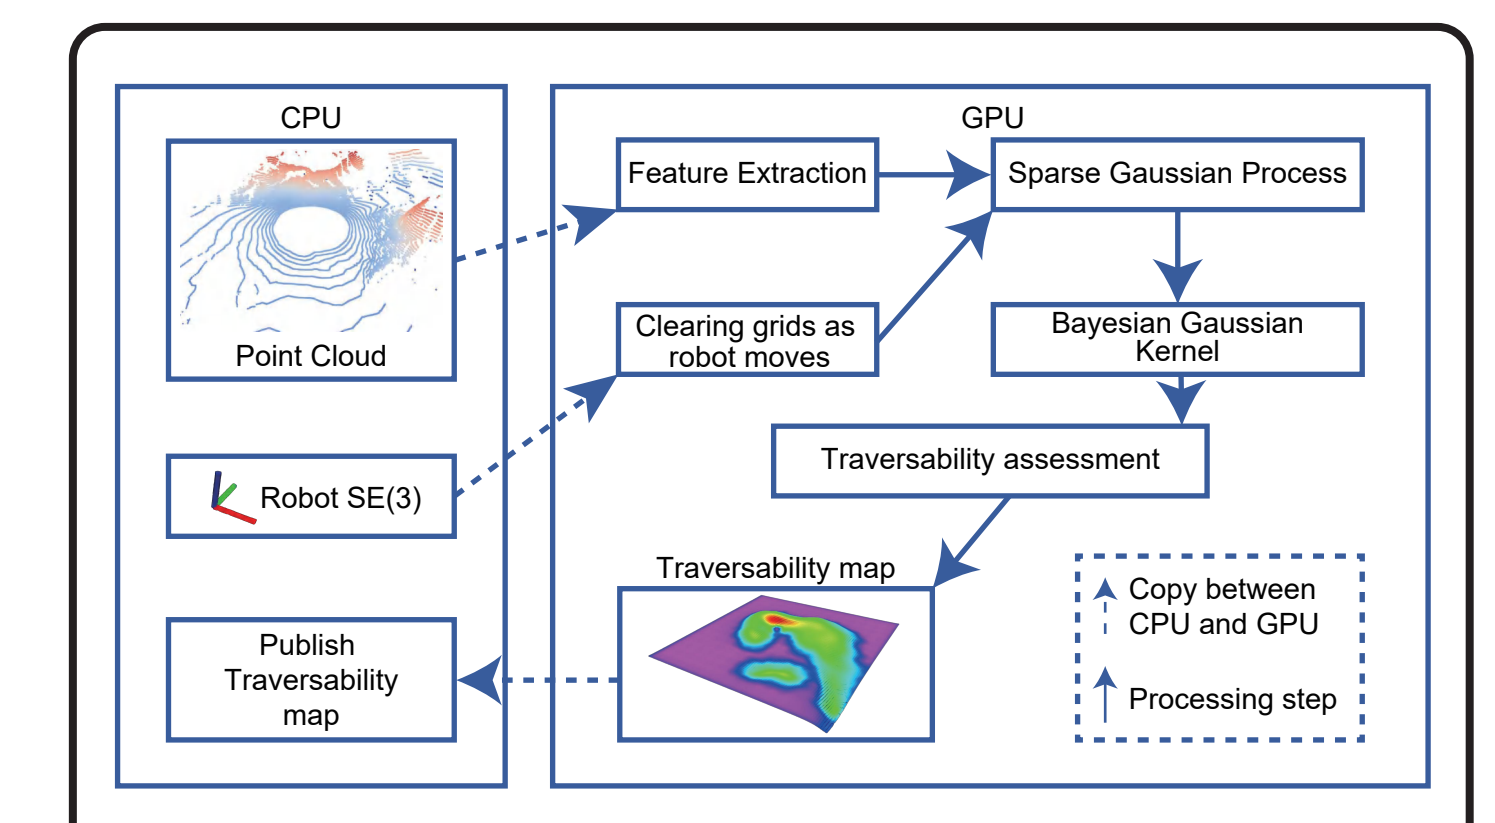 CPU
Point Cloud
Robot SE(3)
Publish
Traversability
map
GPU
Feature Extraction
Sparse Gaussian Process
Clearing grids as
robot moves
Bayesian Gaussian
Kernel
Traversability assessment
Traversability map
Copy between
CPU and GPU
Processing step